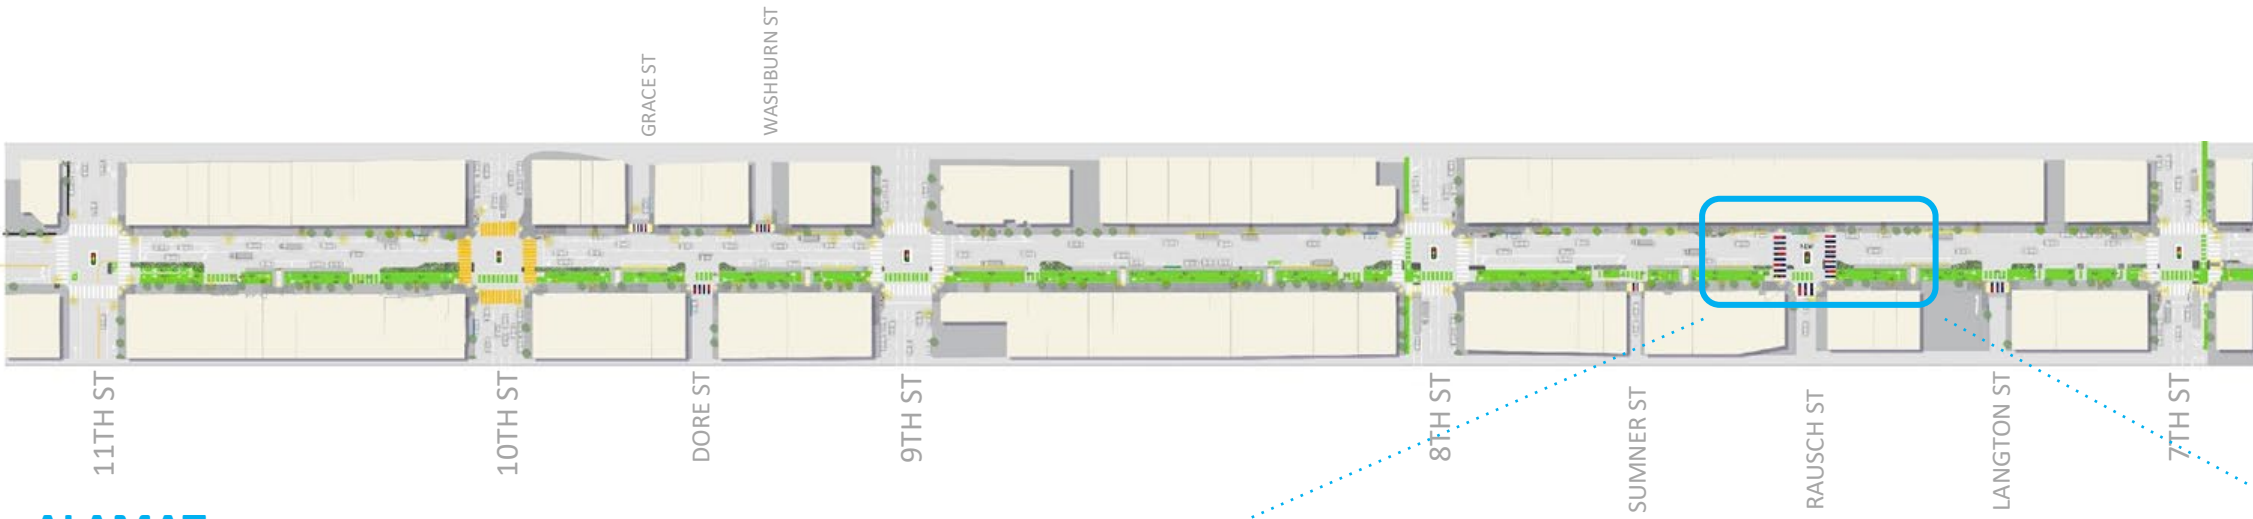 GRACE ST
WASHBURN ST
NEW
11TH ST
10TH ST
DORE ST
9TH ST
8TH ST
SUMNER ST
RAUSCH ST
LANGTON ST
7TH ST